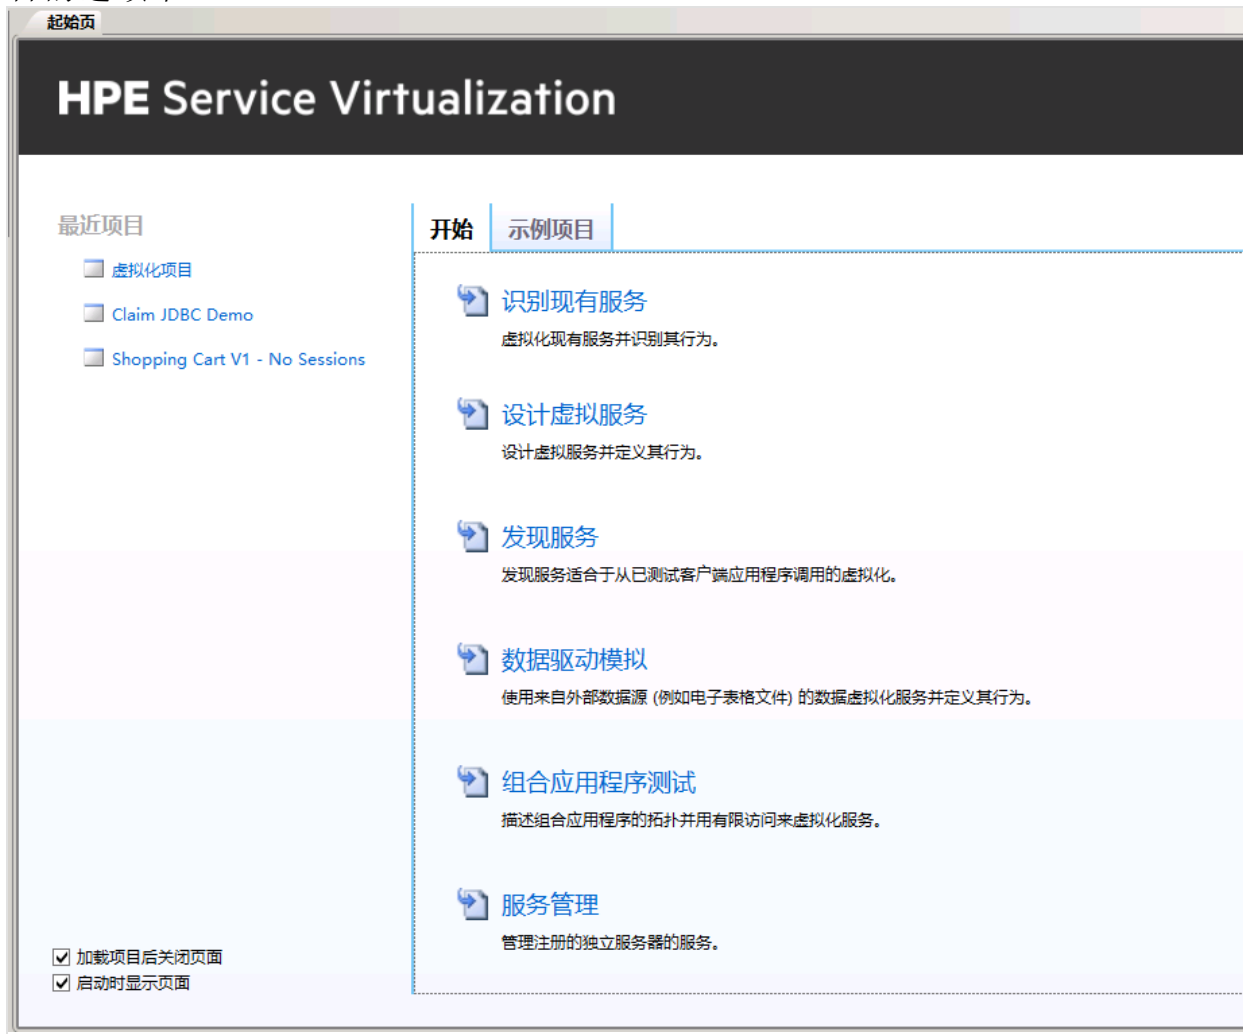 起始页
HPE Service Virtualization
最近项目
虚拟化项目
Claim JDBC Demo
Shopping Cart V1 - No Sessions
开始 示例项目
识别现有服务
虚拟化现有服务并识别其行为。
设计虚拟服务
设计虚拟服务并定义其行为。
发现服务
发现服务适合于从已测试客户端应用程序调用的虚拟化。
数据驱动模拟
使用来自外部数据源 (例如电子表格文件) 的数据虚拟化服务并定义其行为。
组合应用程序测试
描述组合应用程序的拓扑并用有限访问来虚拟化服务。
服务管理
管理注册的独立服务器的服务。
加载项目后关闭页面
启动时显示页面